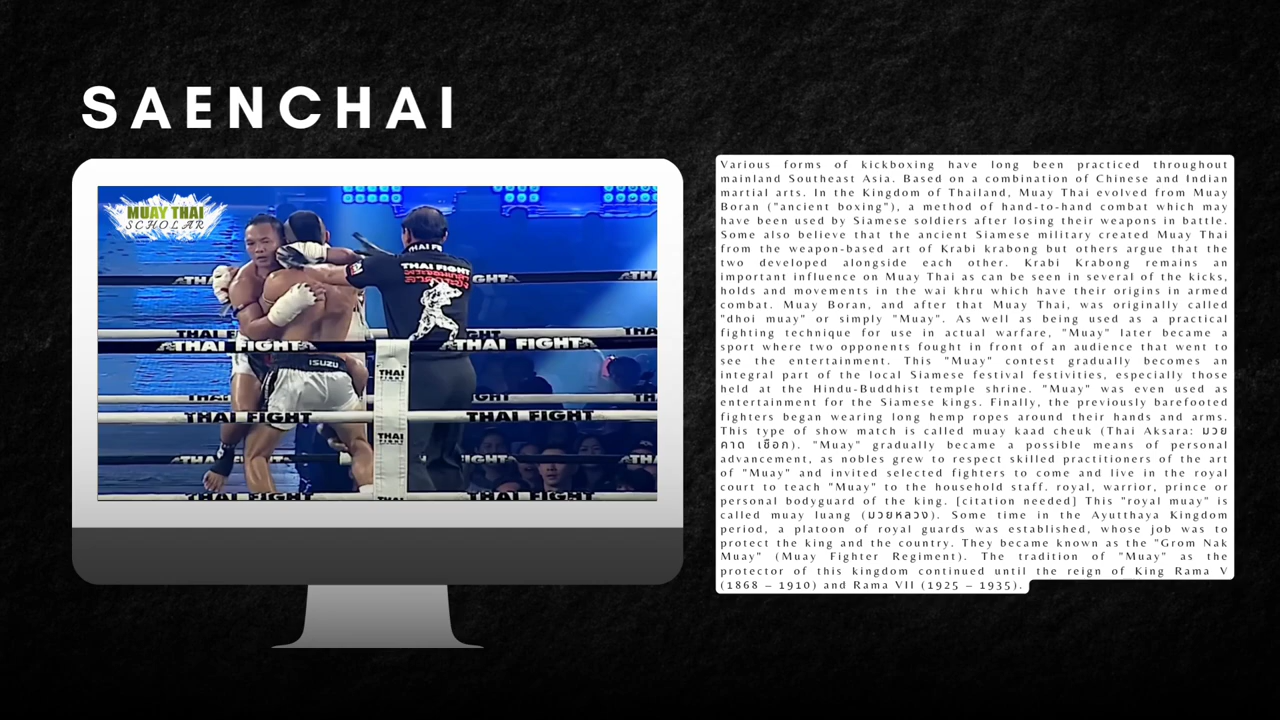 SAENCHAI
MUAY THAI
SCHOLAR
THAI FIGHT
THAI FIGHT
THAI FIGHT
THAI FIGHT
ISUZU
THAI
FIGHT
THAI FIGHT
THAI FIGHT
THAI
FIGHT
THAI
FIGHT
THAI FIGHT
THAI FIGHT
Various forms of kickboxing have long been practiced throughout
mainland Southeast Asia. Based on a combination of Chinese and Indian
martial arts. In the Kingdom of Thailand, Muay Thai evolved from Muay
Boran ("ancient boxing"), a method of hand-to-hand combat which may
have been used by Siamese soldiers after losing their weapons in battle.
Some also believe that the ancient Siamese military created Muay Thai
from the weapon-based art of Krabi krabong but others argue that the
two developed alongside each other. Krabi Krabong remains an
important influence on Muay Thai as can be seen in several of the kicks,
holds and movements in the wai khru which have their origins in armed
combat. Muay Boran, and after that Muay Thai, was originally called
"dhoi muay" or simply "Muay". As well as being used as a practical
fighting technique for use in actual warfare, "Muay" later became a
sport where two opponents fought in front of an audience that went to
see the entertainment. This "Muay" contest gradually becomes an
integral part of the local Siamese festival festivities, especially those
held at the Hindu-Buddhist temple shrine. "Muay" was even used as
entertainment for the Siamese kings. Finally, the previously barefooted
fighters began wearing long hemp ropes around their hands and arms.
This type of show match is called muay kaad cheuk (Thai Aksara: มวย
คาด เชือก). "Muay" gradually became a possible means of personal
advancement, as nobles grew to respect skilled practitioners of the art
of "Muay" and invited selected fighters to come and live in the royal
court to teach "Muay" to the household staff. royal, warrior, prince or
personal bodyguard of the king. [citation needed] This "royal muay" is
called muay luang (มวยหลวง). Some time in the Ayutthaya Kingdom
period, a platoon of royal guards was established, whose job was to
protect the king and the country. They became known as the "Grom Nak
Muay" (Muay Fighter Regiment). The tradition of "Muay" as the
protector of this kingdom continued until the reign of King Rama V
(1868 – 1910) and Rama VII (1925 – 1935).